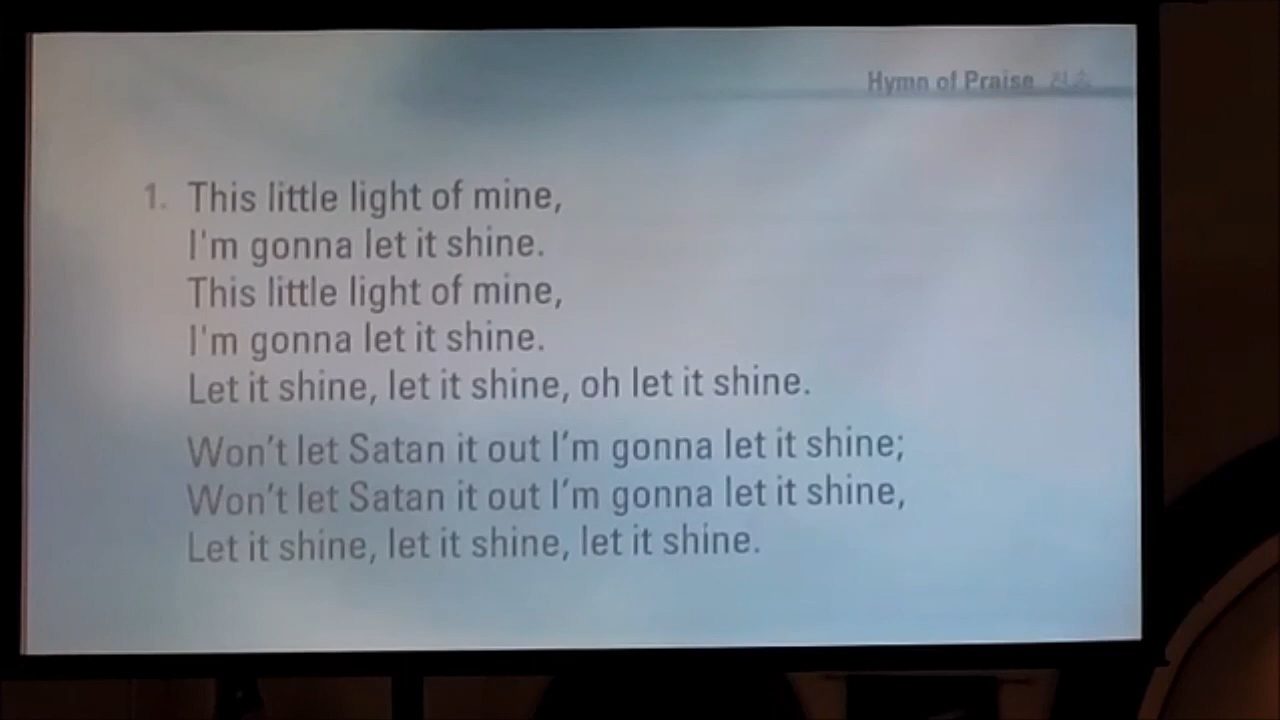 Hymn of Praise
1. This little light of mine,
I'm gonna let it shine.
This little light of mine,
I'm gonna let it shine.
Let it shine, let it shine, oh let it shine.
Won't let Satan it out I'm gonna let it shine;
Won't let Satan it out I'm gonna let it shine,
Let it shine, let it shine, let it shine.